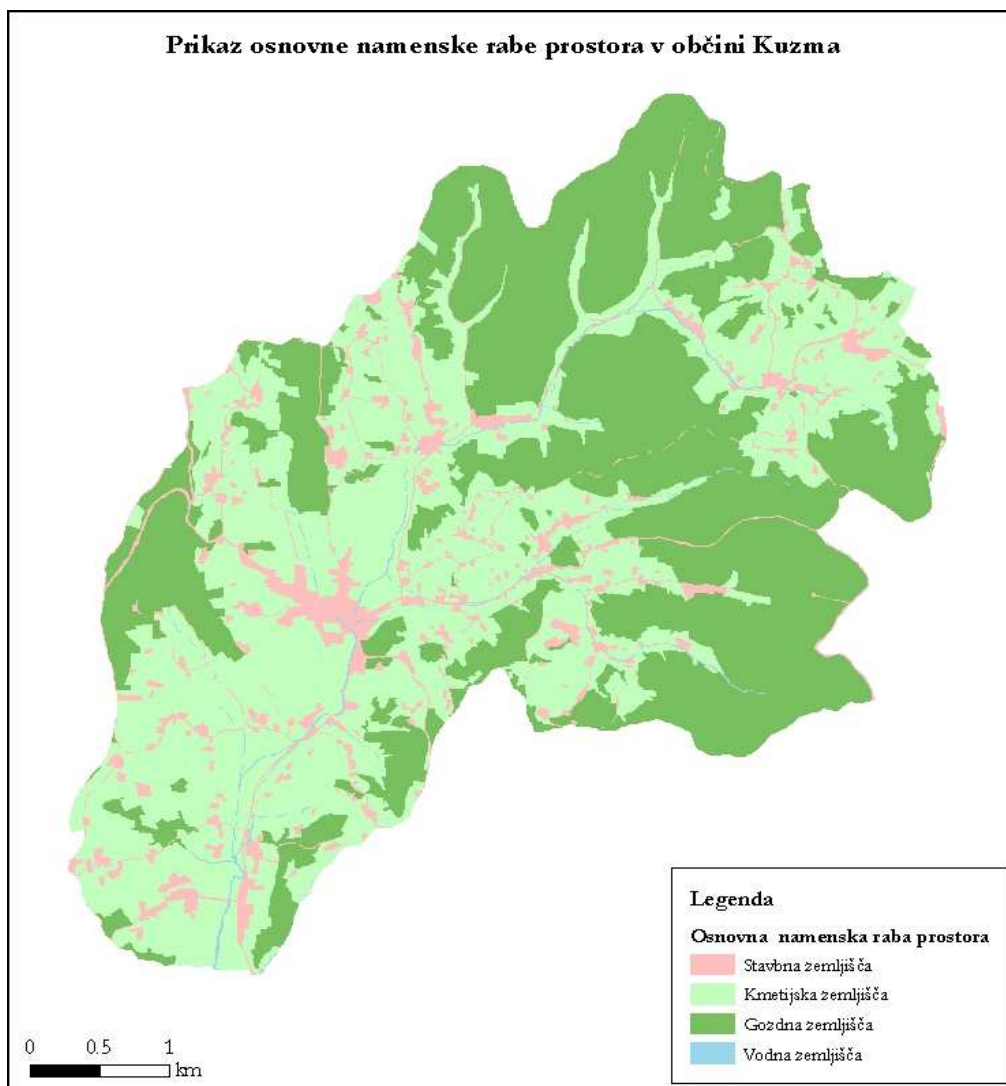 Prikaz osnovne namenske rabe prostora v občini Kuzma
Legenda
Osnovna namenska raba prostora
Stavbna zemljišča
Kmetijska zemljišča
Gozdna zemljišča
Vodna zemljišča
0 0.5 1
km